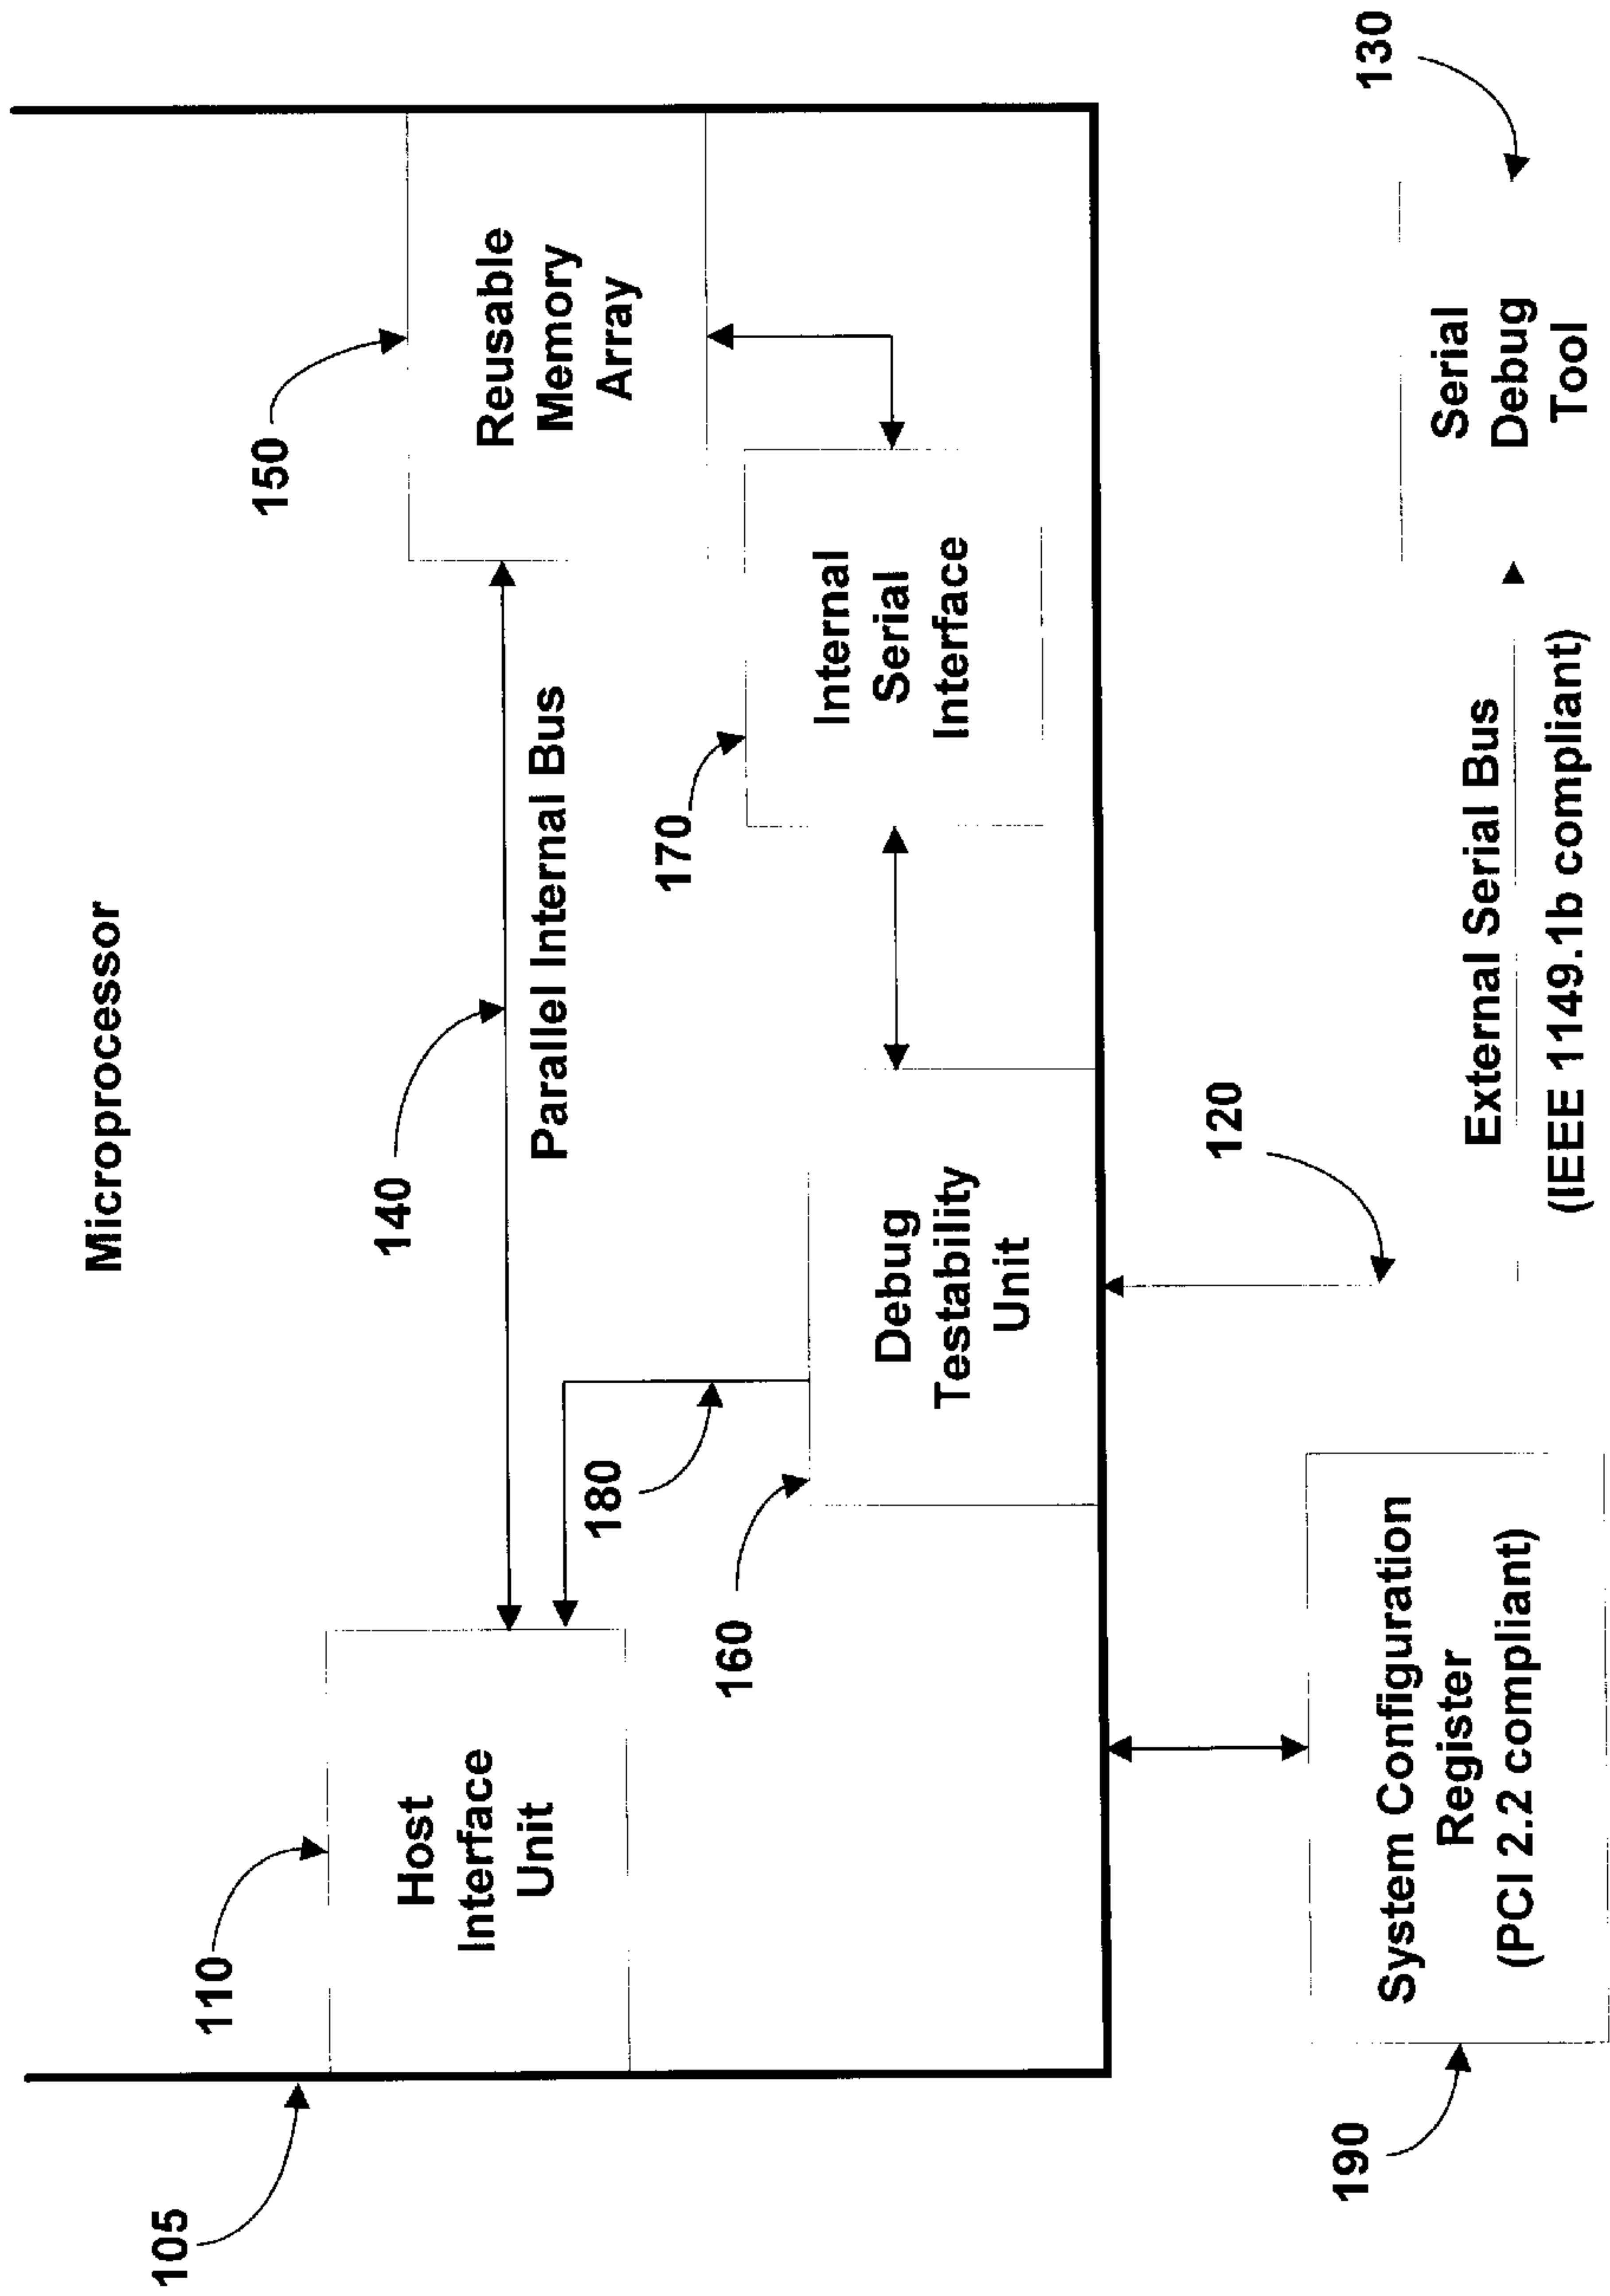 Microprocessor
105
110
Host
Interface
Unit
140
Parallel Internal Bus
150
Reusable
Memory
Array
180
160
Debug
Testability
Unit
170
Internal
Serial
Interface
190
System Configuration
Register
(PCI 2.2 compliant)
120
External Serial Bus
(IEEE 1149.1b compliant)
130
Serial
Debug
Tool